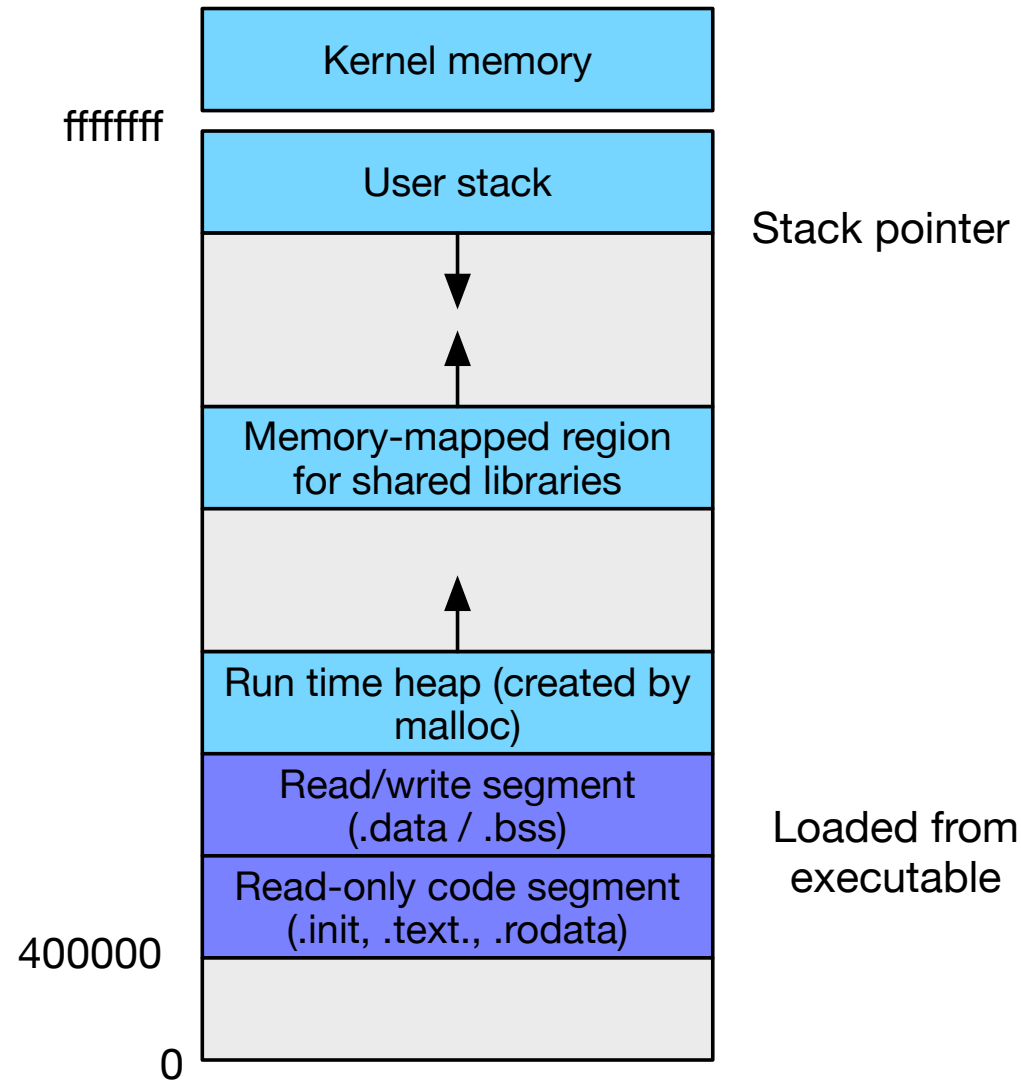 Kernel memory
ffffffff
User stack
Stack pointer
Memory-mapped region
for shared libraries
Run time heap (created by
malloc)
Read/write segment
(.data / .bss)
Loaded from
executable
Read-only code segment
(.init, .text., .rodata)
400000
0